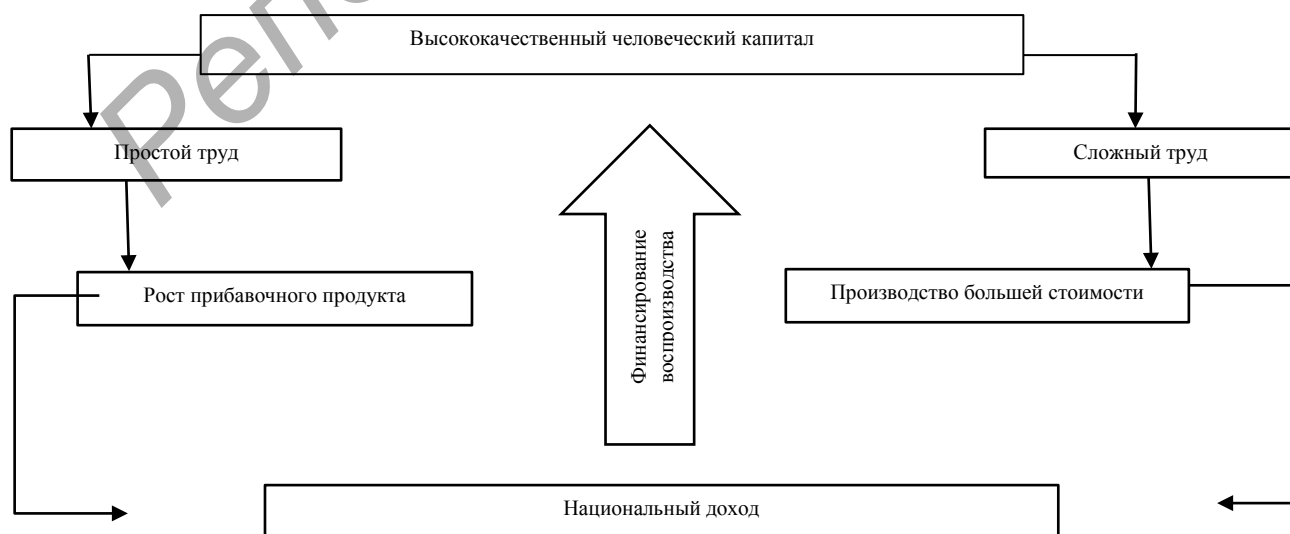 Высококачественный человеческий капитал
Простой труд
Сложный труд
Рост прибавочного продукта
Производство большей стоимости
Финансирование
воспроизводства
Национальный доход